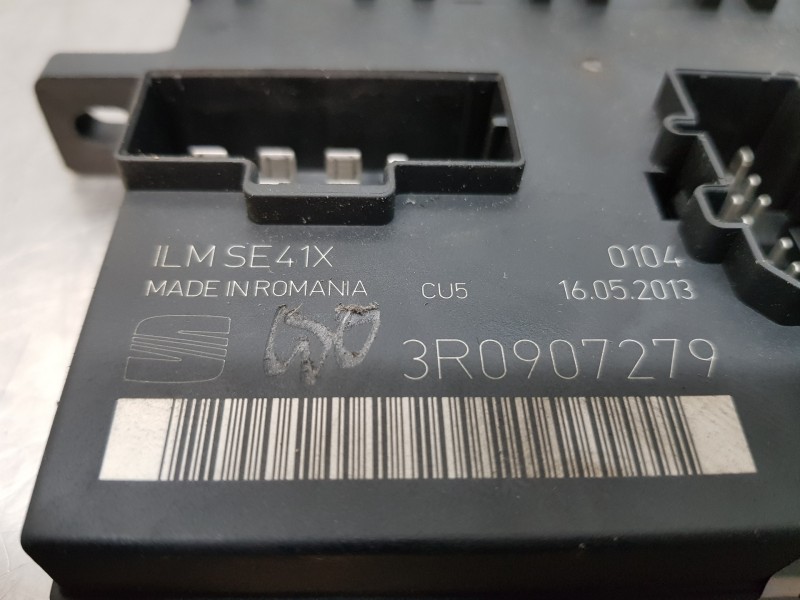 ILM SE41X 0104
MADE IN ROMANIA CU5 16.05.2013
3R0907279